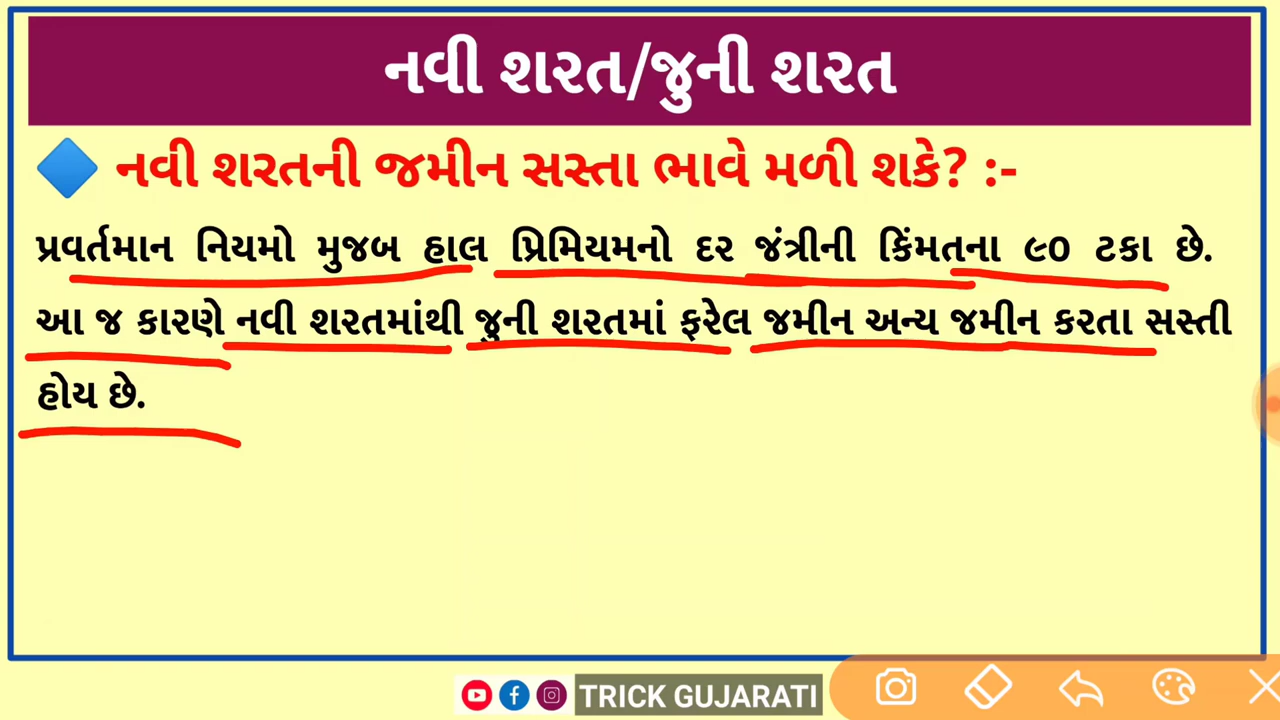 નવી શરત/જુની શરત
નવી શરતની જમીન સસ્તા ભાવે મળી શકે? :-
પ્રવર્તમાન નિયમો મુજબ હાલ પ્રિમિયમનો દર જંત્રીની કિંમતના ૯૦ ટકા છે.
આ જ કારણે નવી શરતમાંથી જુની શરતમાં ફરેલ જમીન અન્ય જમીન કરતા સસ્તી
હોય છે.
TRICK GUJARATI